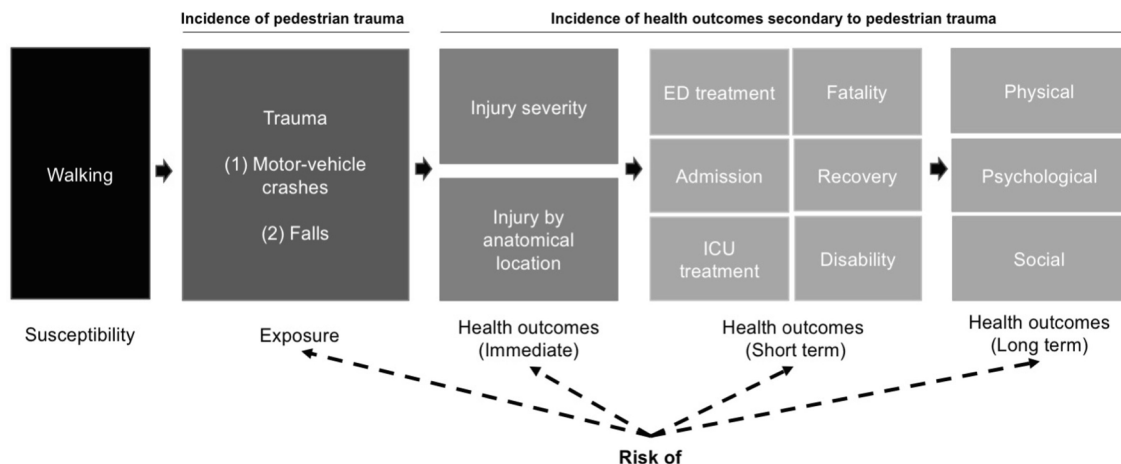 Incidence of pedestrian trauma
Incidence of health outcomes secondary to pedestrian trauma
Walking
Trauma
(1) Motor-vehicle
crashes
(2) Falls
Injury severity
Injury by
anatomical
location
ED treatment
Fatality
Admission
Recovery
ICU
treatment
Disability
Physical
Psychological
Social
Susceptibility
Exposure
Health outcomes
(Immediate)
Health outcomes
(Short term)
Health outcomes
(Long term)
Risk of